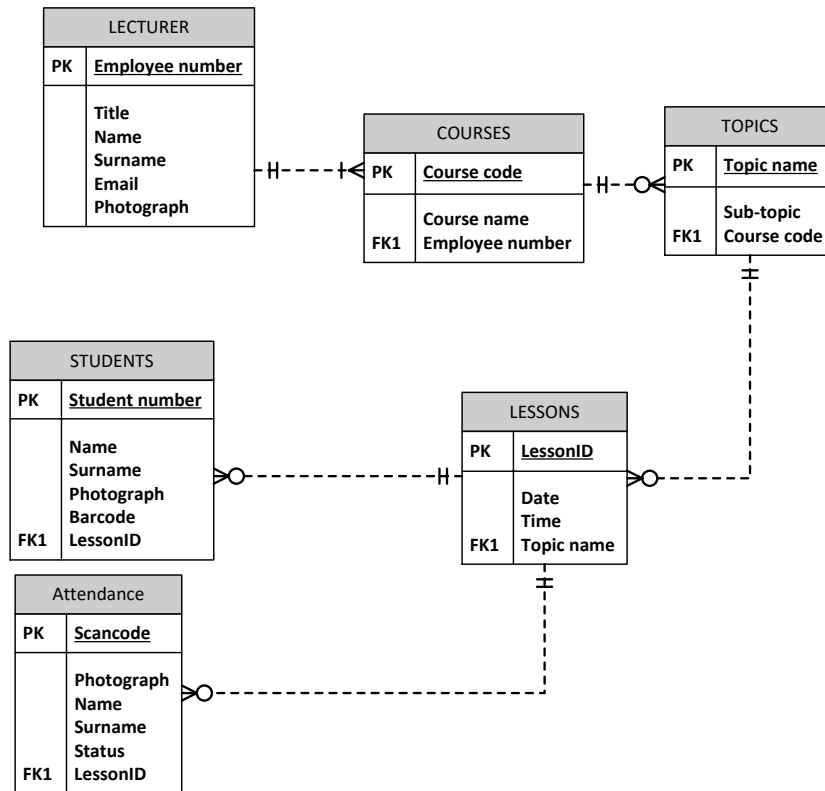 LECTURER
PK Employee number
Title
Name
Surname
Email
Photograph
COURSES
PK Course code
Course name
FK1 Employee number
TOPICS
PK Topic name
Sub-topic
FK1 Course code
STUDENTS
PK Student number
Name
Surname
Photograph
Barcode
FK1 LessonID
LESSONS
PK LessonID
Date
Time
FK1 Topic name
Attendance
PK Scancode
Photograph
Name
Surname
Status
FK1 LessonID